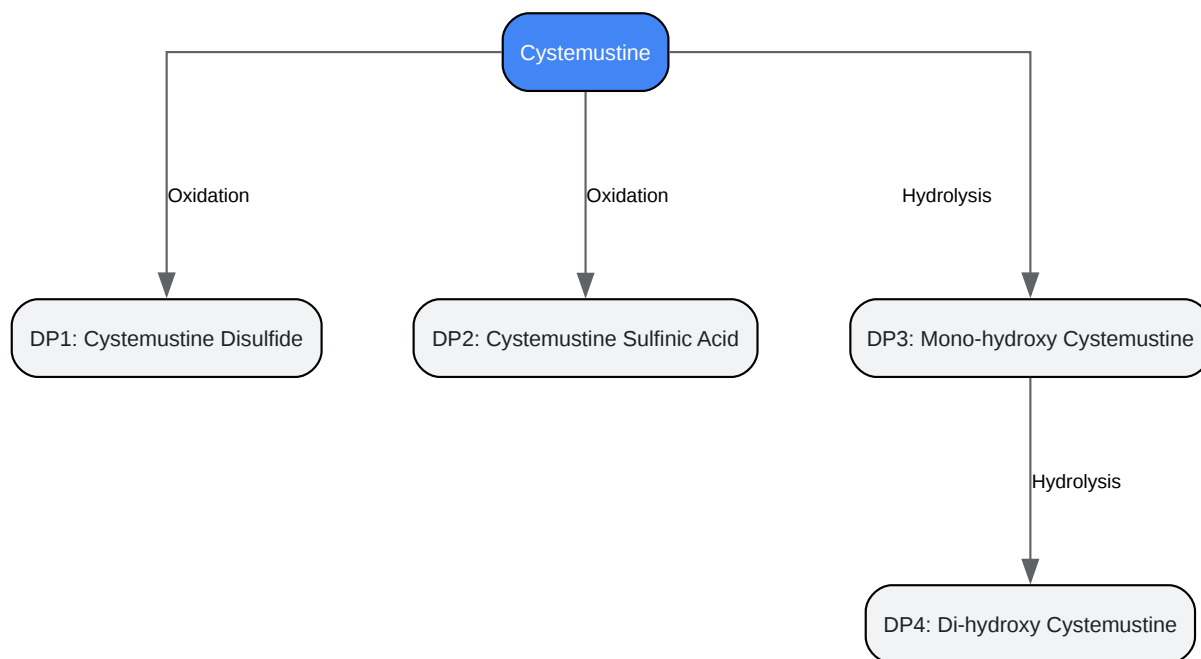 Cystemustine
Oxidation
Oxidation
Hydrolysis
DP1: Cystemustine Disulfide
DP2: Cystemustine Sulfinic Acid
DP3: Mono-hydroxy Cystemustine
Hydrolysis
DP4: Di-hydroxy Cystemustine